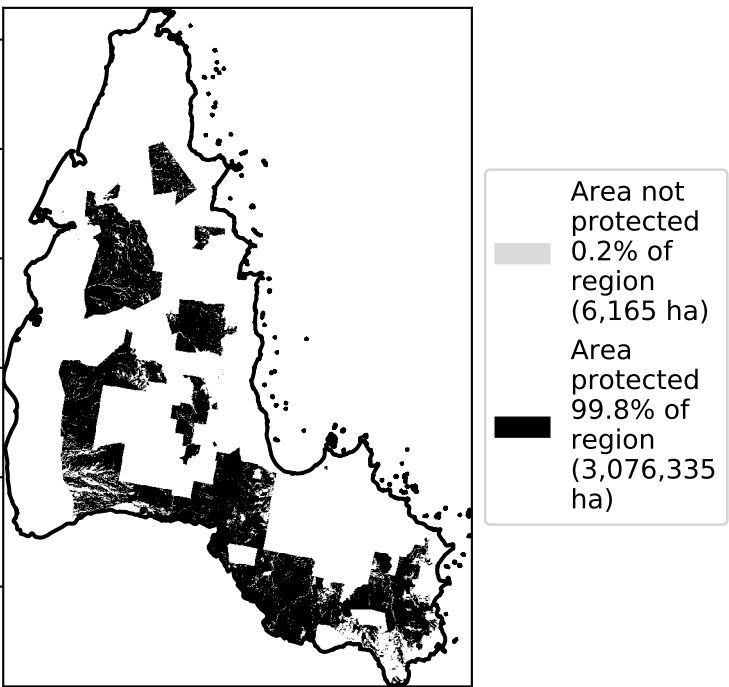 Area not
protected
0.2% of
region
(6,165 ha)
Area
protected
99.8% of
region
(3,076,335
ha)